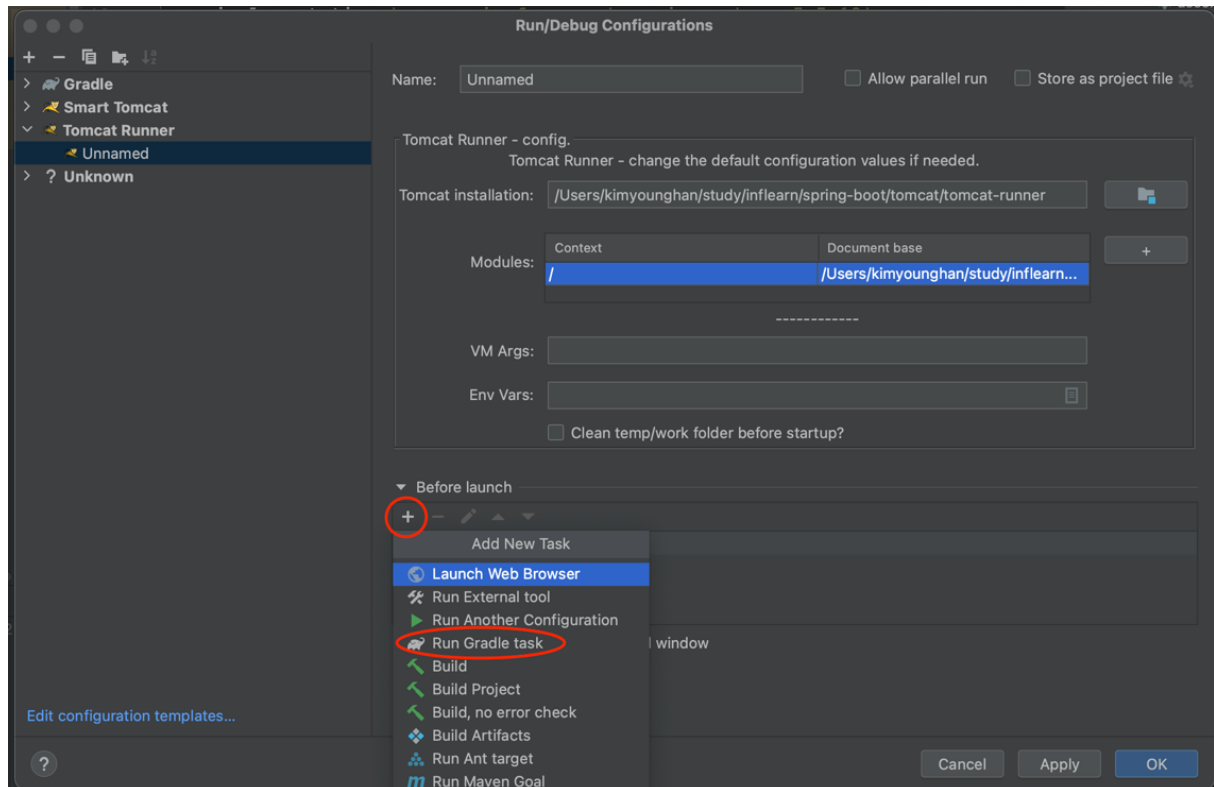 Run/Debug Configurations
Gradle
Smart Tomcat
Tomcat Runner
Unnamed
? Unknown
Edit configuration templates...
?
Name: Unnamed
Allow parallel run
Store as project file
Tomcat Runner - config.
Tomcat Runner - change the default configuration values if needed.
Tomcat installation: /Users/kimyounghan/study/inflearn/spring-boot/tomcat/tomcat-runner
Modules:
Context Document base
/ /Users/kimyounghan/study/inflearn...
+
------------
VM Args:
Env Vars:
Clean temp/work folder before startup?
Before launch
Add New Task
Launch Web Browser
Run External tool
Run Another Configuration
Run Gradle task
window
Build
Build Project
Build, no error check
Build Artifacts
Run Ant target
Run Maven Goal
Cancel Apply OK